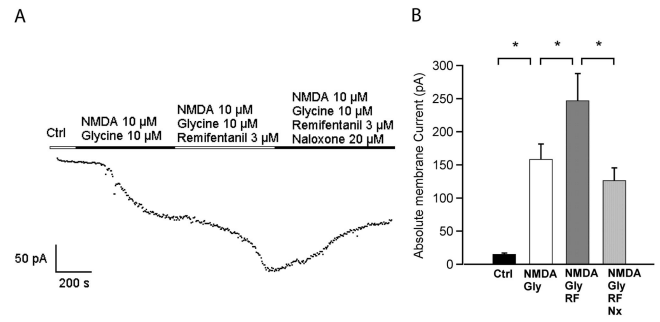 A
Ctrl
NMDA 10 µM
Glycine 10 µM
NMDA 10 µM
Glycine 10 µM
Remifentanil 3 µM
NMDA 10 µM
Glycine 10 µM
Remifentanil 3 µM
Naloxone 20 µM
50 pA
200 s
B
* * *
Absolute membrane Current (pA)
300
250
200
150
100
50
0
Ctrl
NMDA
Gly
NMDA
Gly
RF
NMDA
Gly
RF
Nx